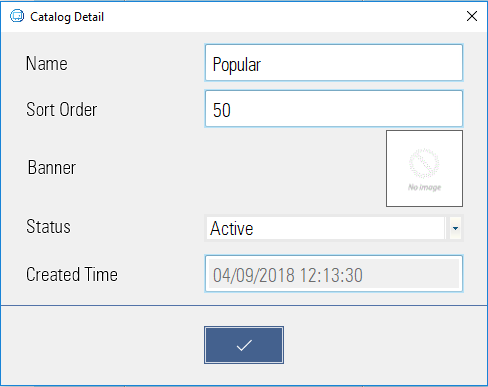 Catalog Detail
Name
Popular
Sort Order
50
Banner
No image
Status
Active
Created Time
04/09/2018 12:13:30